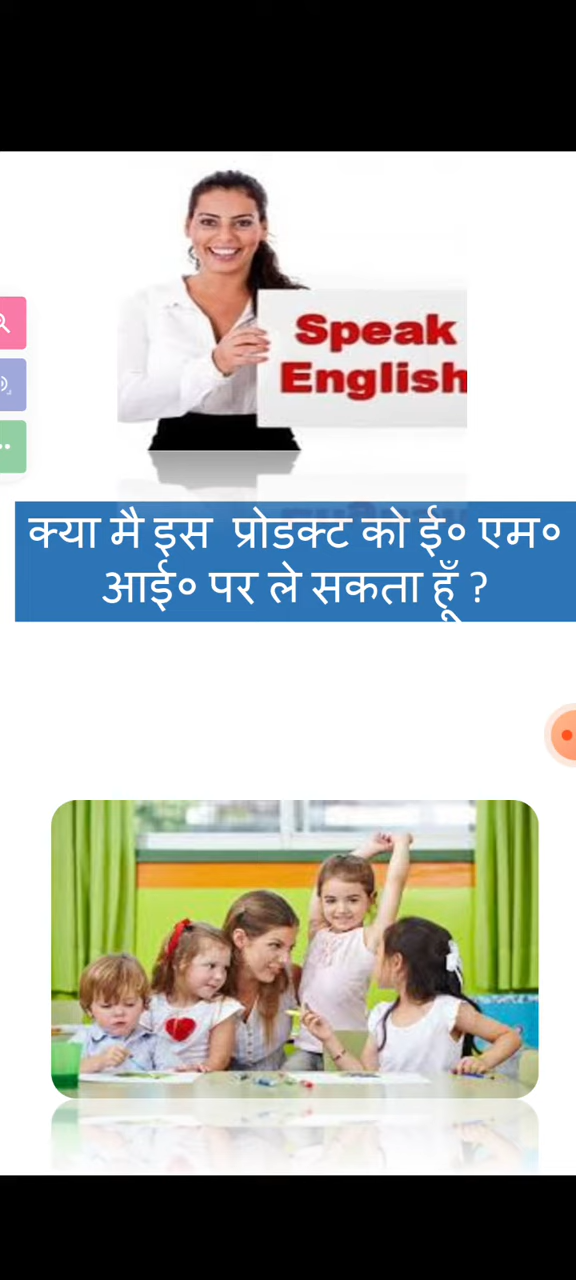 Speak
English
क्या मै इस प्रोडक्ट को ई० एम०
आई० पर ले सकता हूँ ?